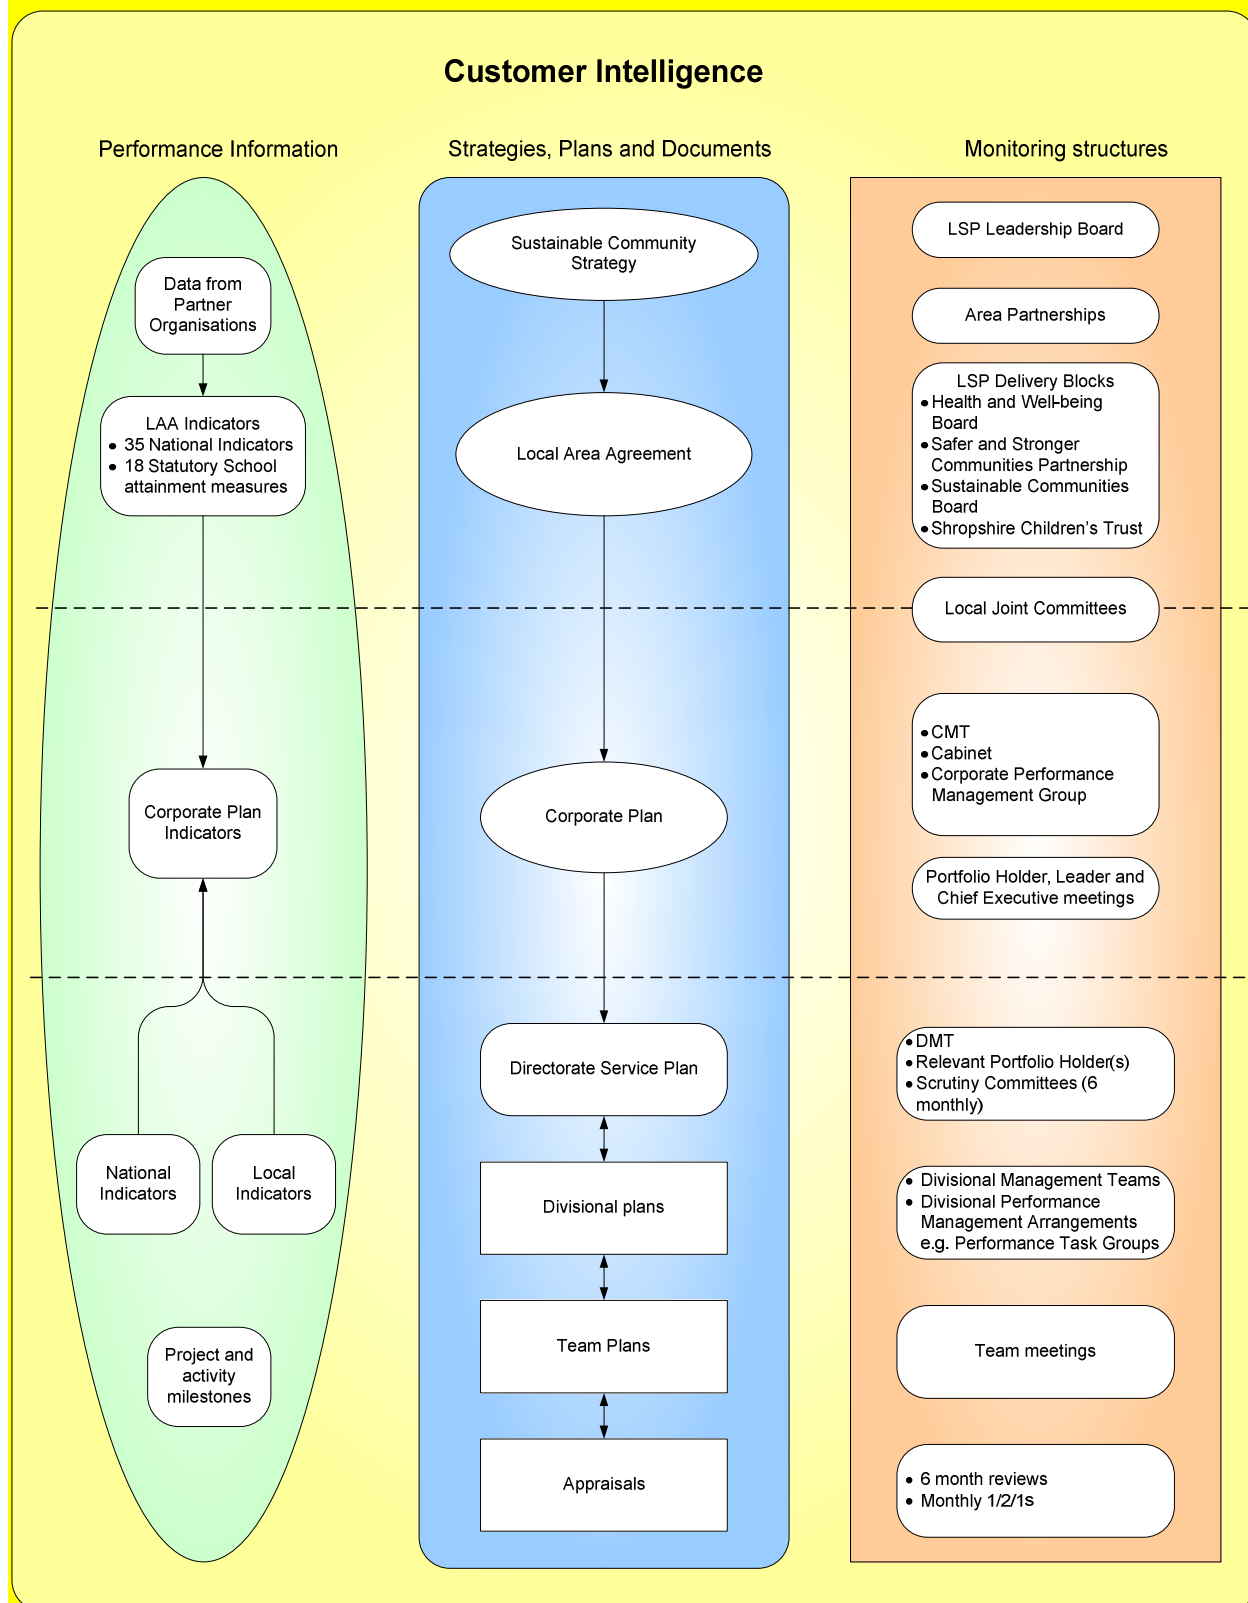 Customer Intelligence
Performance Information
Strategies, Plans and Documents
Monitoring structures
Data from
Partner
Organisations
LAA Indicators
• 35 National Indicators
• 18 Statutory School
attainment measures
Corporate Plan
Indicators
National
Indicators
Local
Indicators
Project and
activity
milestones
Sustainable Community
Strategy
Local Area Agreement
Corporate Plan
Directorate Service Plan
Divisional plans
Team Plans
Appraisals
LSP Leadership Board
Area Partnerships
LSP Delivery Blocks
• Health and Well-being
Board
• Safer and Stronger
Communities Partnership
• Sustainable Communities
Board
• Shropshire Children’s Trust
Local Joint Committees
• CMT
• Cabinet
• Corporate Performance
Management Group
Portfolio Holder, Leader and
Chief Executive meetings
• DMT
• Relevant Portfolio Holder(s)
• Scrutiny Committees (6
monthly)
• Divisional Management Teams
• Divisional Performance
Management Arrangements
e.g. Performance Task Groups
Team meetings
• 6 month reviews
• Monthly 1/2/1s